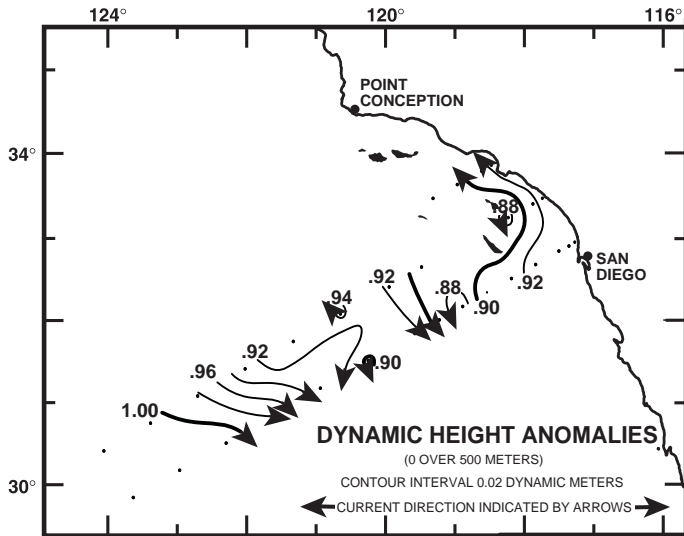 124° 120° 116°
POINT
CONCEPTION
34°
.88
SAN
DIEGO
.92 .88 .92
.90
.94
.92
.90
.96
1.00
DYNAMIC HEIGHT ANOMALIES
(0 OVER 500 METERS)
CONTOUR INTERVAL 0.02 DYNAMIC METERS
30°
CURRENT DIRECTION INDICATED BY ARROWS